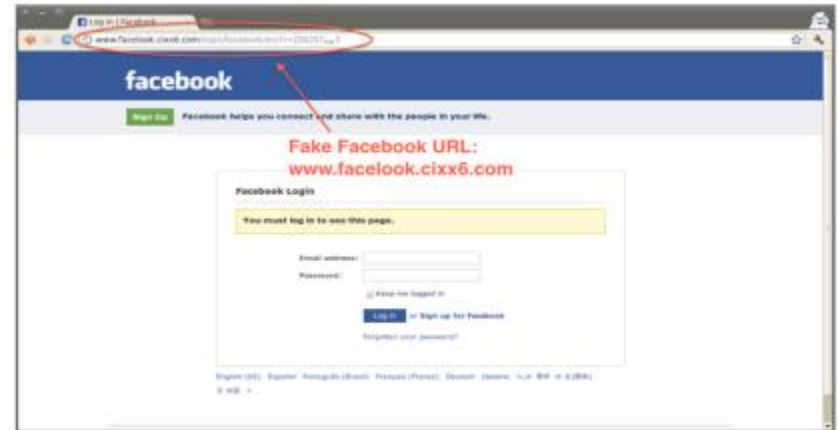 Log In | Facebook
www.facelook.cixx6.com/
facebook
Sign Up Facebook helps you connect and share with the people in your life.
Fake Facebook URL:
www.facelook.cixx6.com
Facebook Login
You must log in to see this page.
Email address:
Password:
Keep me logged in
Log In or Sign up for Facebook
Forgotten your password?
English (US) Español Português (Brasil) Français (France) Deutsch Italiano